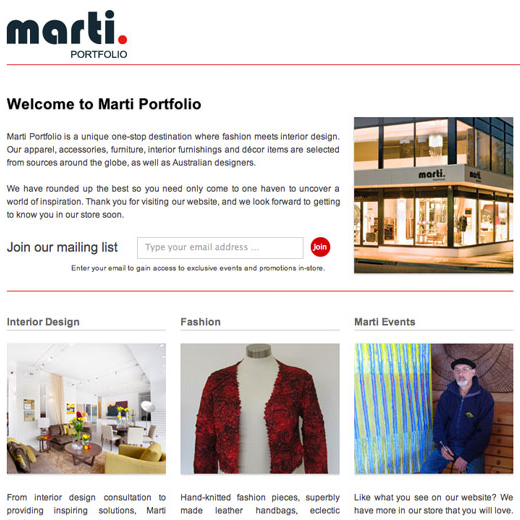 marti.
PORTFOLIO
Welcome to Marti Portfolio
Marti Portfolio is a unique one-stop destination where fashion meets interior design.
Our apparel, accessories, furniture, interior furnishings and décor items are selected
from sources around the globe, as well as Australian designers.
We have rounded up the best so you need only come to one haven to uncover a
world of inspiration. Thank you for visiting our website, and we look forward to getting
to know you in our store soon.
marti.
Join our mailing list
Type your email address ...
Join
Enter your email to gain access to exclusive events and promotions in-store.
Interior Design
Fashion
Marti Events
From interior design consultation to
providing inspiring solutions, Marti
Hand-knitted fashion pieces, superbly
made leather handbags, eclectic
Like what you see on our website? We
have more in our store that you will love.